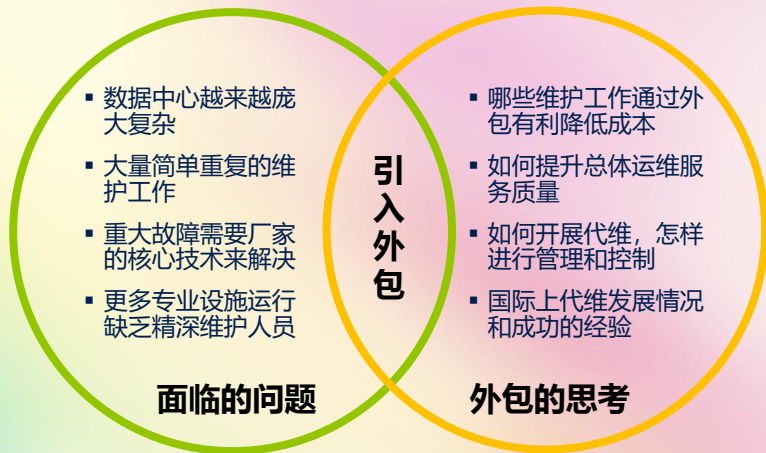 ▪ 数据中心越来越庞
大复杂
▪ 大量简单重复的维
护工作
▪ 重大故障需要厂家
的核心技术来解决
▪ 更多专业设施运行
缺乏精深维护人员
面临的问题
引
入
外
包
▪ 哪些维护工作通过外
包有利降低成本
▪ 如何提升总体运维服
务质量
▪ 如何开展代维，怎样
进行管理和控制
▪ 国际上代维发展情况
和成功的经验
外包的思考